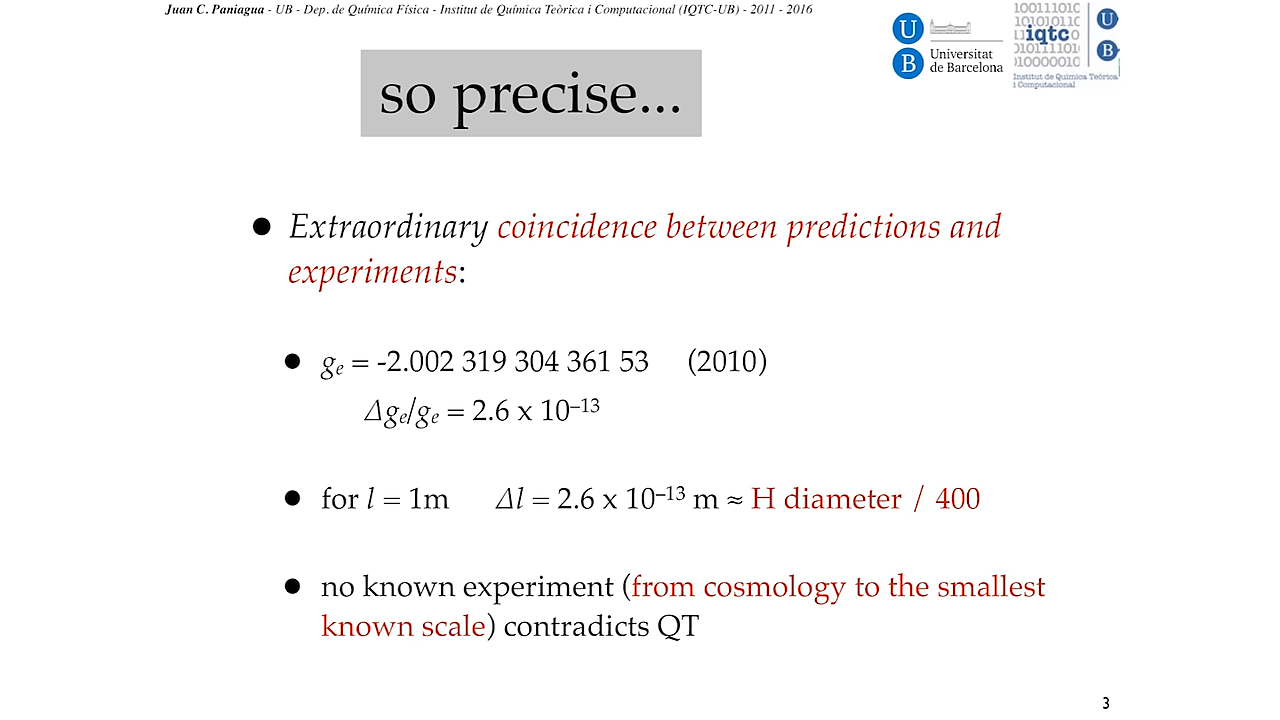 Juan C. Paniagua - UB - Dep. de Química Física - Institut de Química Teòrica i Computacional (IQTC-UB) - 2011 - 2016
U
B
Universitat
de Barcelona
iqtc
U
B
Institut de Química Teòrica
i Computacional
so precise...
● Extraordinary coincidence between predictions and
experiments:
● gₑ = -2.002 319 304 361 53 (2010)
Δgₑ/gₑ = 2.6 x 10⁻¹³
● for l = 1m Δl = 2.6 x 10⁻¹³ m ≈ H diameter / 400
● no known experiment (from cosmology to the smallest
known scale) contradicts QT
3